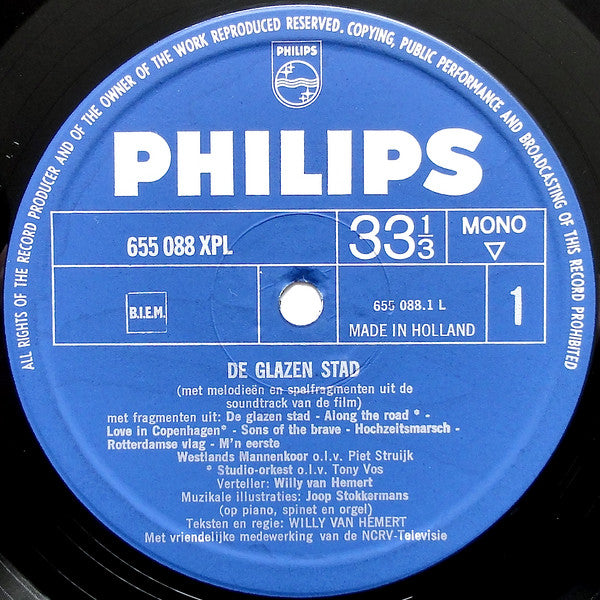 ALL RIGHTS OF THE RECORD PRODUCER AND OF THE OWNER OF THE WORK REPRODUCED RESERVED. COPYING, PUBLIC PERFORMANCE AND BROADCASTING OF THIS RECORD PROHIBITED
PHILIPS
PHILIPS
655 088 XPL
33 1/3
MONO
▽
B.I.E.M.
655 088.1 L
MADE IN HOLLAND
1
DE GLAZEN STAD
(met melodieën en spelfragmenten uit de
soundtrack van de film)
met fragmenten uit: De glazen stad - Along the road * -
Love in Copenhagen* - Sons of the brave - Hochzeitsmarsch -
Rotterdamse vlag - M'n eerste
Westlands Mannenkoor o.l.v. Piet Struijk
* Studio-orkest o.l.v. Tony Vos
Verteller: Willy van Hemert
Muzikale illustraties: Joop Stokkermans
(op piano, spinet en orgel)
Teksten en regie: WILLY VAN HEMERT
Met vriendelijke medewerking van de NCRV-Televisie